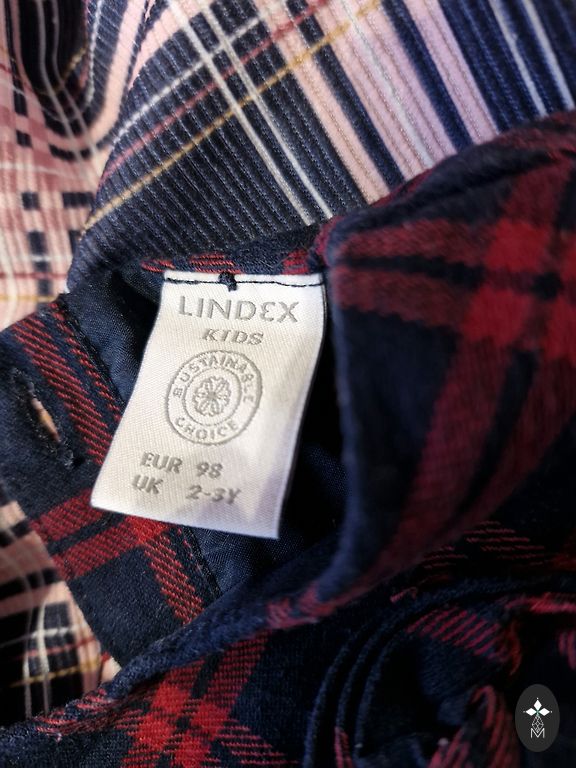 LINDEX
KIDS
SUSTAINABLE
CHOICE
EUR 98
UK 2-3Y